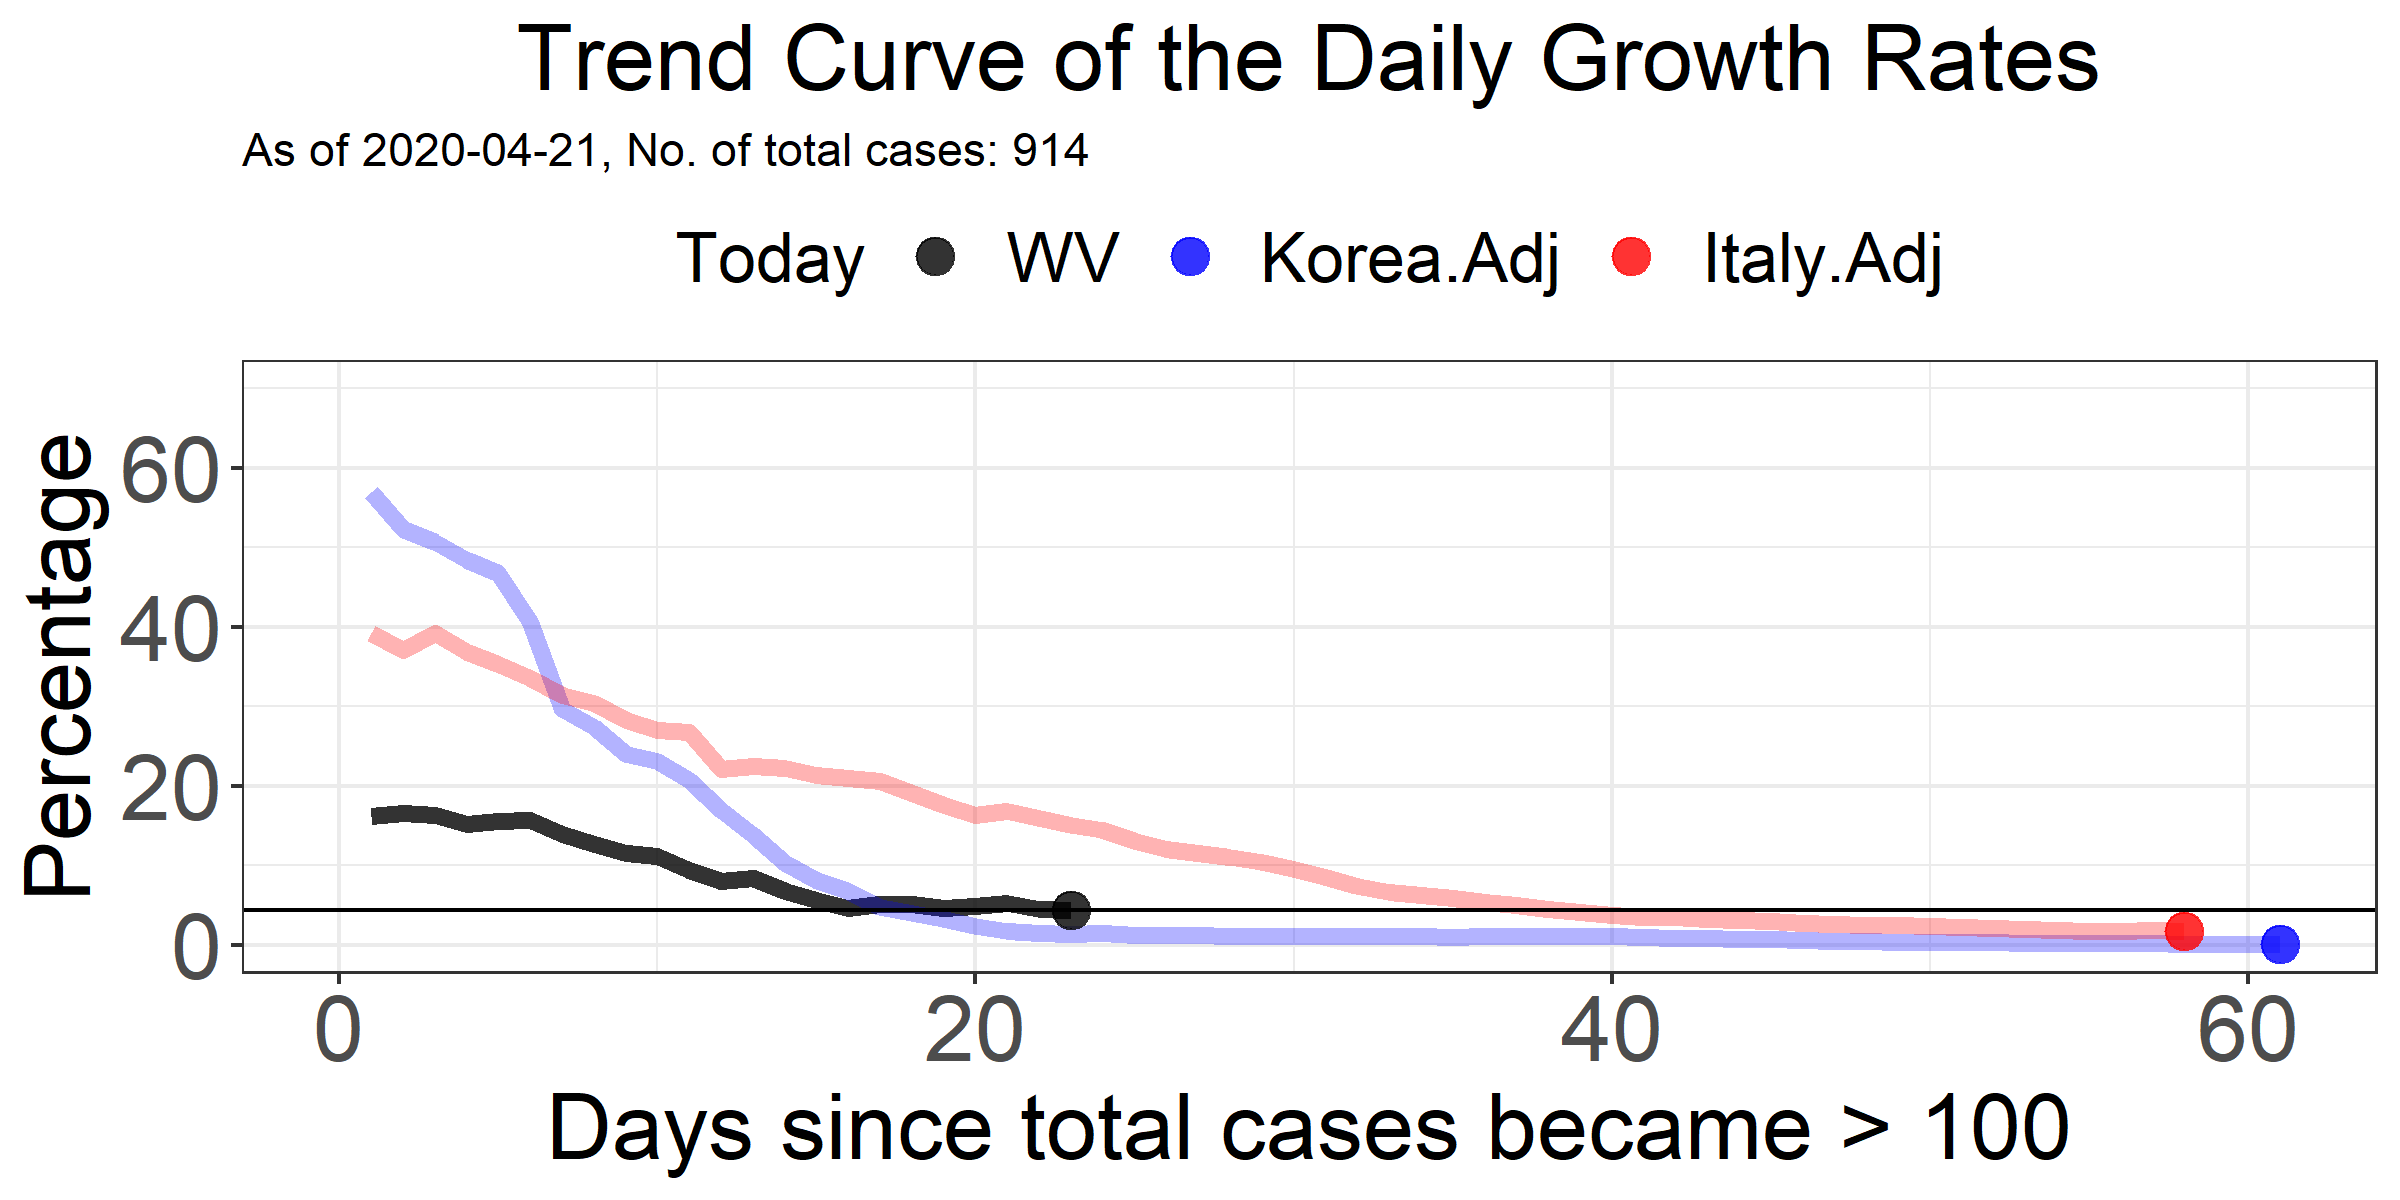 Trend Curve of the Daily Growth Rates
As of 2020-04-21, No. of total cases: 914
Today WV Korea.Adj Italy.Adj
Percentage
60
40
20
0
0 20 40 60
Days since total cases became > 100